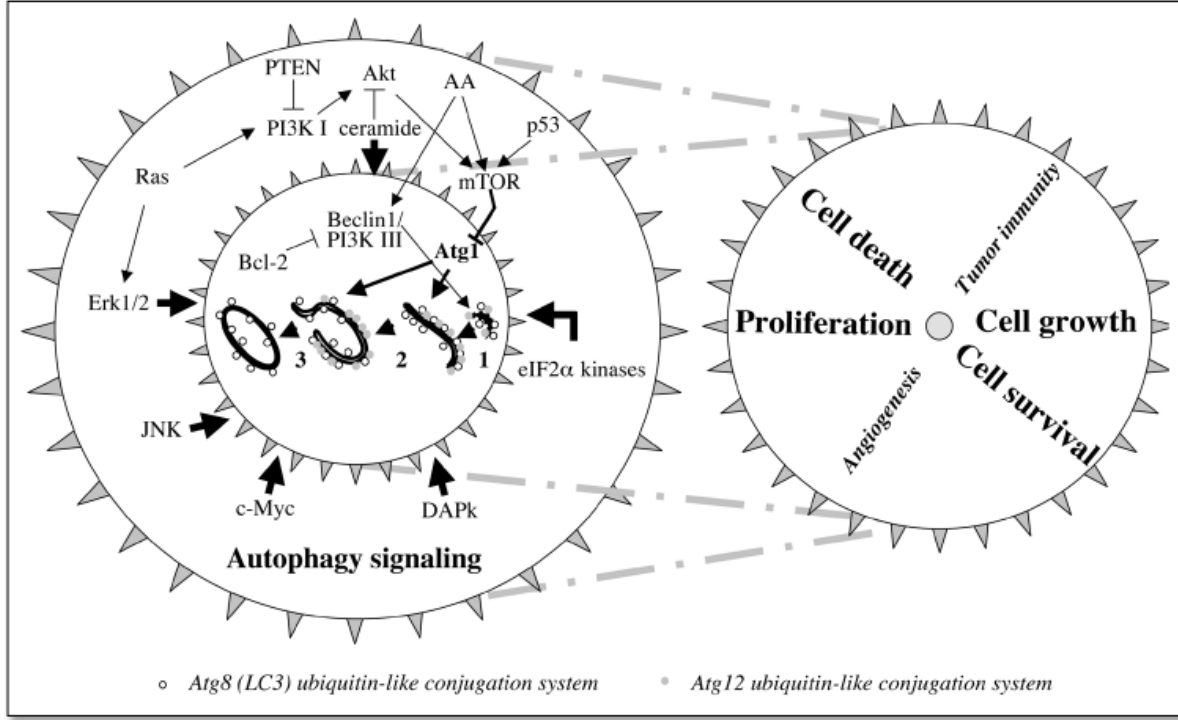 PTEN
Akt
AA
PI3K I
ceramide
p53
Ras
mTOR
Beclin1/
PI3K III
Bcl-2
Atg1
Erk1/2
3
2
1
eIF2α kinases
JNK
c-Myc
DAPk
Autophagy signaling
Cell death
Tumor immunity
Proliferation
Cell growth
Angiogenesis
Cell survival
Atg8 (LC3) ubiquitin-like conjugation system
Atg12 ubiquitin-like conjugation system